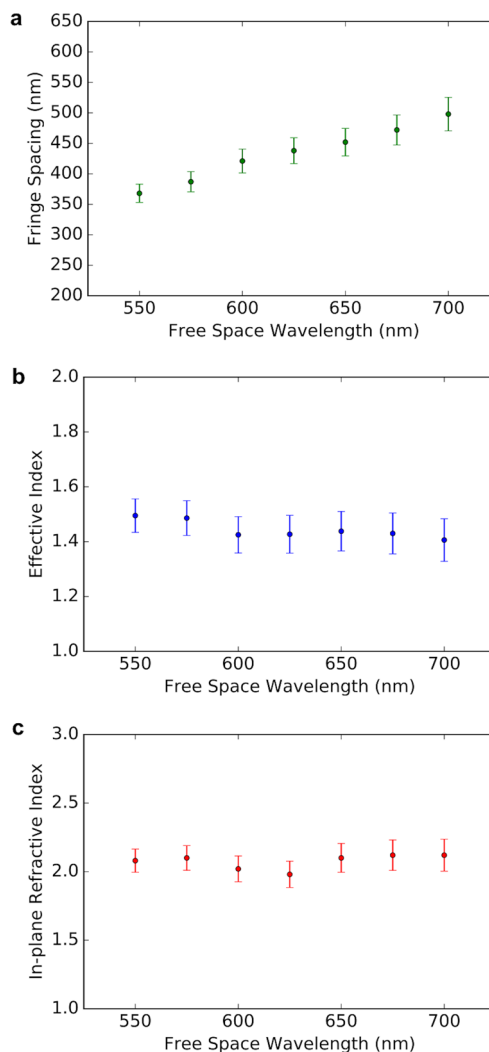 a
650
600
550
500
450
400
350
300
250
200
Fringe Spacing (nm)
550 600 650 700
Free Space Wavelength (nm)
b
2.0
1.8
1.6
1.4
1.2
1.0
Effective Index
550 600 650 700
Free Space Wavelength (nm)
c
3.0
2.5
2.0
1.5
1.0
In-plane Refractive Index
550 600 650 700
Free Space Wavelength (nm)